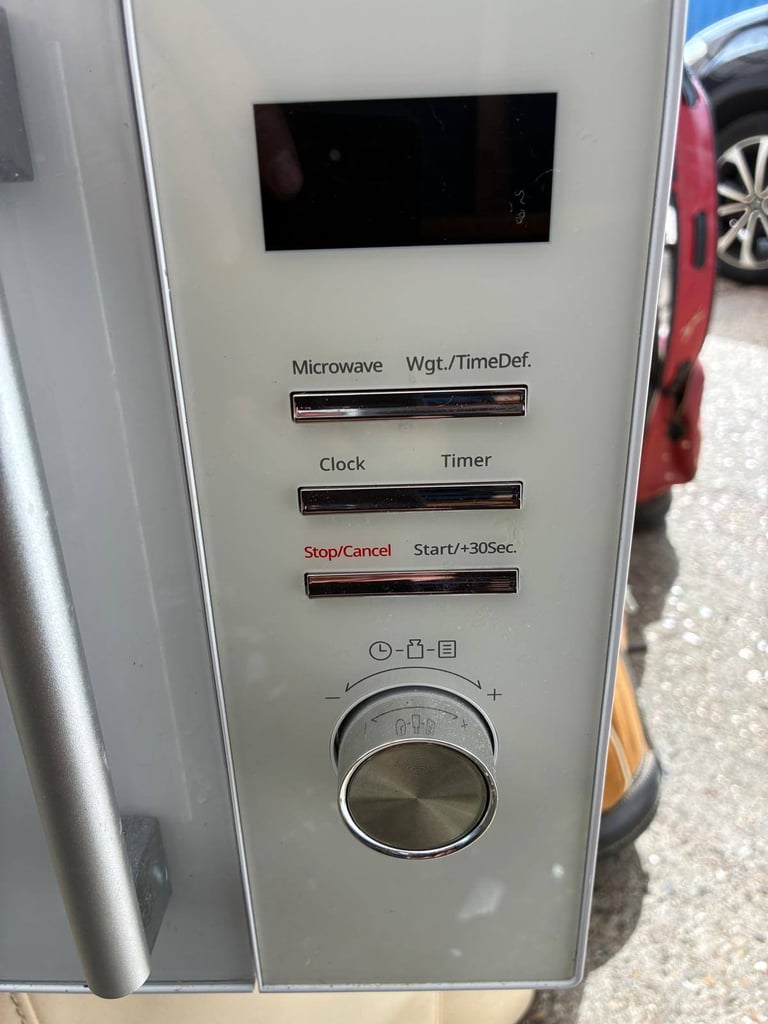 Microwave Wgt./TimeDef.
Clock Timer
Stop/Cancel Start/+30Sec.
− +